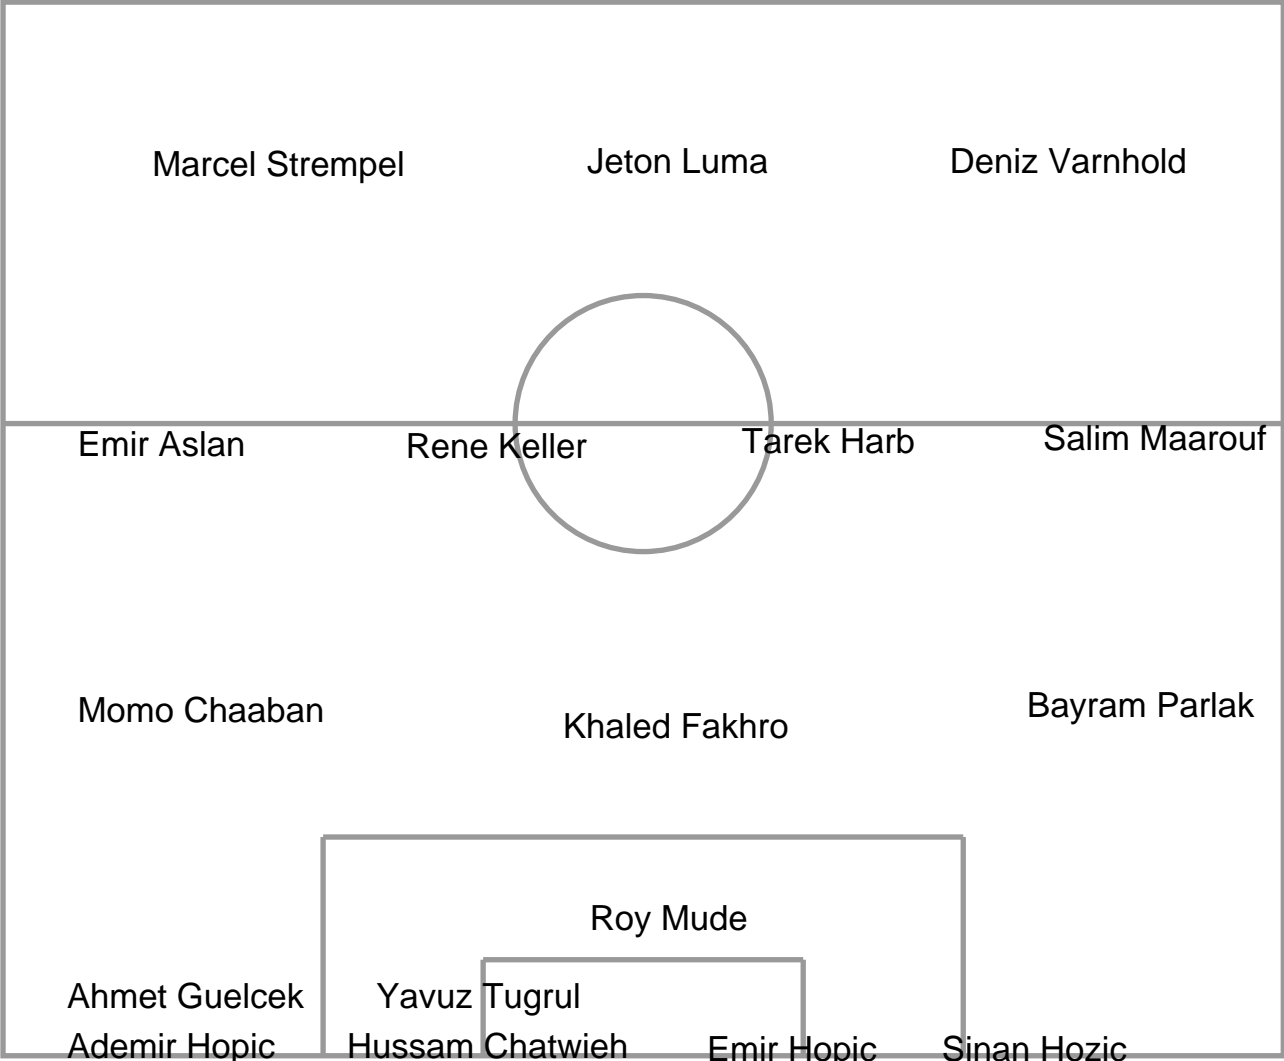 Marcel Strempel Jeton Luma Deniz Varnhold
Emir Aslan Rene Keller Tarek Harb Salim Maarouf
Momo Chaaban Khaled Fakhro Bayram Parlak
Roy Mude
Ahmet Guelcek Yavuz Tugrul
Ademir Hopic Hussam Chatwieh Emir Hopic Sinan Hozic